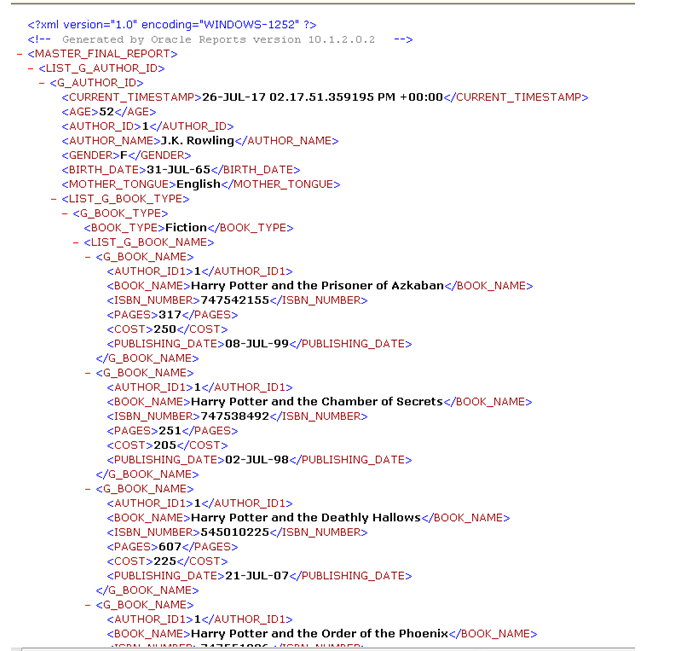 <?xml version="1.0" encoding="WINDOWS-1252" ?>
<!-- Generated by Oracle Reports version 10.1.2.0.2 -->
- <MASTER_FINAL_REPORT>
- <LIST_G_AUTHOR_ID>
- <G_AUTHOR_ID>
<CURRENT_TIMESTAMP>26-JUL-17 02.17.51.359195 PM +00:00</CURRENT_TIMESTAMP>
<AGE>52</AGE>
<AUTHOR_ID>1</AUTHOR_ID>
<AUTHOR_NAME>J.K. Rowling</AUTHOR_NAME>
<GENDER>F</GENDER>
<BIRTH_DATE>31-JUL-65</BIRTH_DATE>
<MOTHER_TONGUE>English</MOTHER_TONGUE>
- <LIST_G_BOOK_TYPE>
- <G_BOOK_TYPE>
<BOOK_TYPE>Fiction</BOOK_TYPE>
- <LIST_G_BOOK_NAME>
- <G_BOOK_NAME>
<AUTHOR_ID1>1</AUTHOR_ID1>
<BOOK_NAME>Harry Potter and the Prisoner of Azkaban</BOOK_NAME>
<ISBN_NUMBER>747542155</ISBN_NUMBER>
<PAGES>317</PAGES>
<COST>250</COST>
<PUBLISHING_DATE>08-JUL-99</PUBLISHING_DATE>
</G_BOOK_NAME>
- <G_BOOK_NAME>
<AUTHOR_ID1>1</AUTHOR_ID1>
<BOOK_NAME>Harry Potter and the Chamber of Secrets</BOOK_NAME>
<ISBN_NUMBER>747538492</ISBN_NUMBER>
<PAGES>251</PAGES>
<COST>205</COST>
<PUBLISHING_DATE>02-JUL-98</PUBLISHING_DATE>
</G_BOOK_NAME>
- <G_BOOK_NAME>
<AUTHOR_ID1>1</AUTHOR_ID1>
<BOOK_NAME>Harry Potter and the Deathly Hallows</BOOK_NAME>
<ISBN_NUMBER>545010225</ISBN_NUMBER>
<PAGES>607</PAGES>
<COST>225</COST>
<PUBLISHING_DATE>21-JUL-07</PUBLISHING_DATE>
</G_BOOK_NAME>
- <G_BOOK_NAME>
<AUTHOR_ID1>1</AUTHOR_ID1>
<BOOK_NAME>Harry Potter and the Order of the Phoenix</BOOK_NAME>